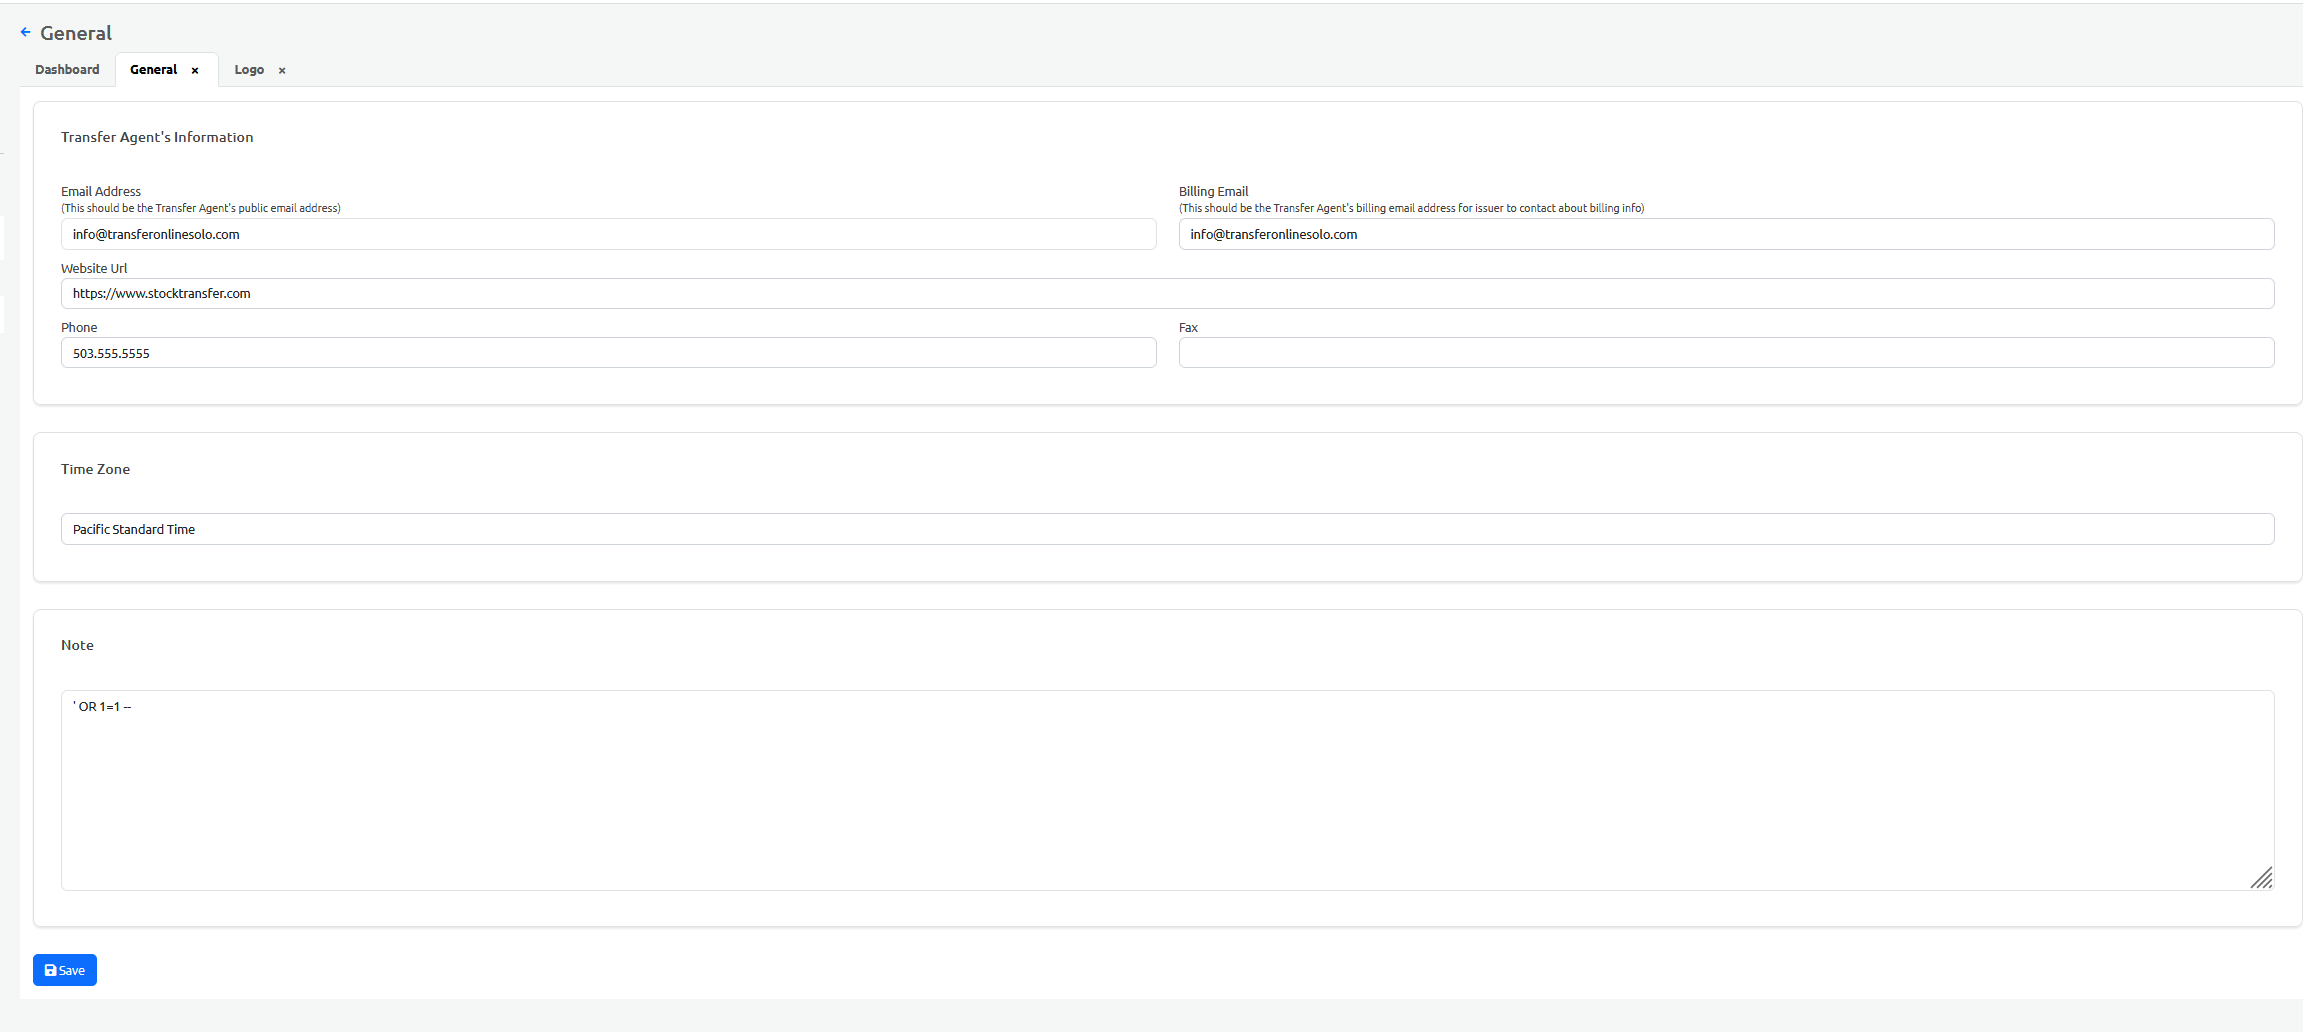 General
Dashboard General × Logo ×
Transfer Agent's Information
Email Address
(This should be the Transfer Agent's public email address)
info@transferonlinesolo.com
Billing Email
(This should be the Transfer Agent's billing email address for issuer to contact about billing info)
info@transferonlinesolo.com
Website Url
https://www.stocktransfer.com
Phone
503.555.5555
Fax
Time Zone
Pacific Standard Time
Note
' OR 1=1 --
Save